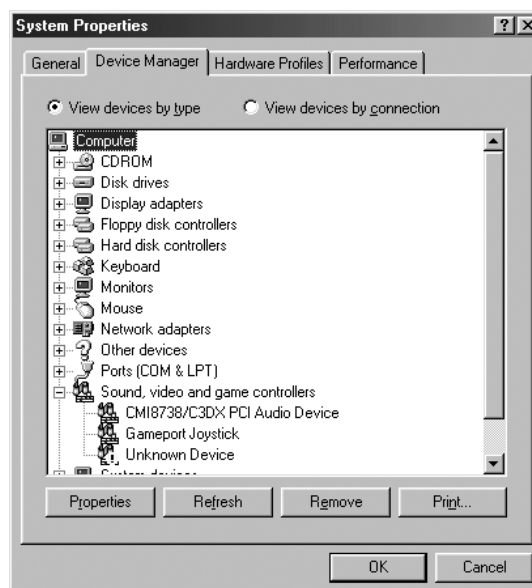 System Properties
General Device Manager Hardware Profiles Performance
View devices by type View devices by connection
Computer
CDROM
Disk drives
Display adapters
Floppy disk controllers
Hard disk controllers
Keyboard
Monitors
Mouse
Network adapters
Other devices
Ports (COM & LPT)
Sound, video and game controllers
CMI8738/C3DX PCI Audio Device
Gameport Joystick
Unknown Device
System devices
Properties Refresh Remove Print...
OK Cancel